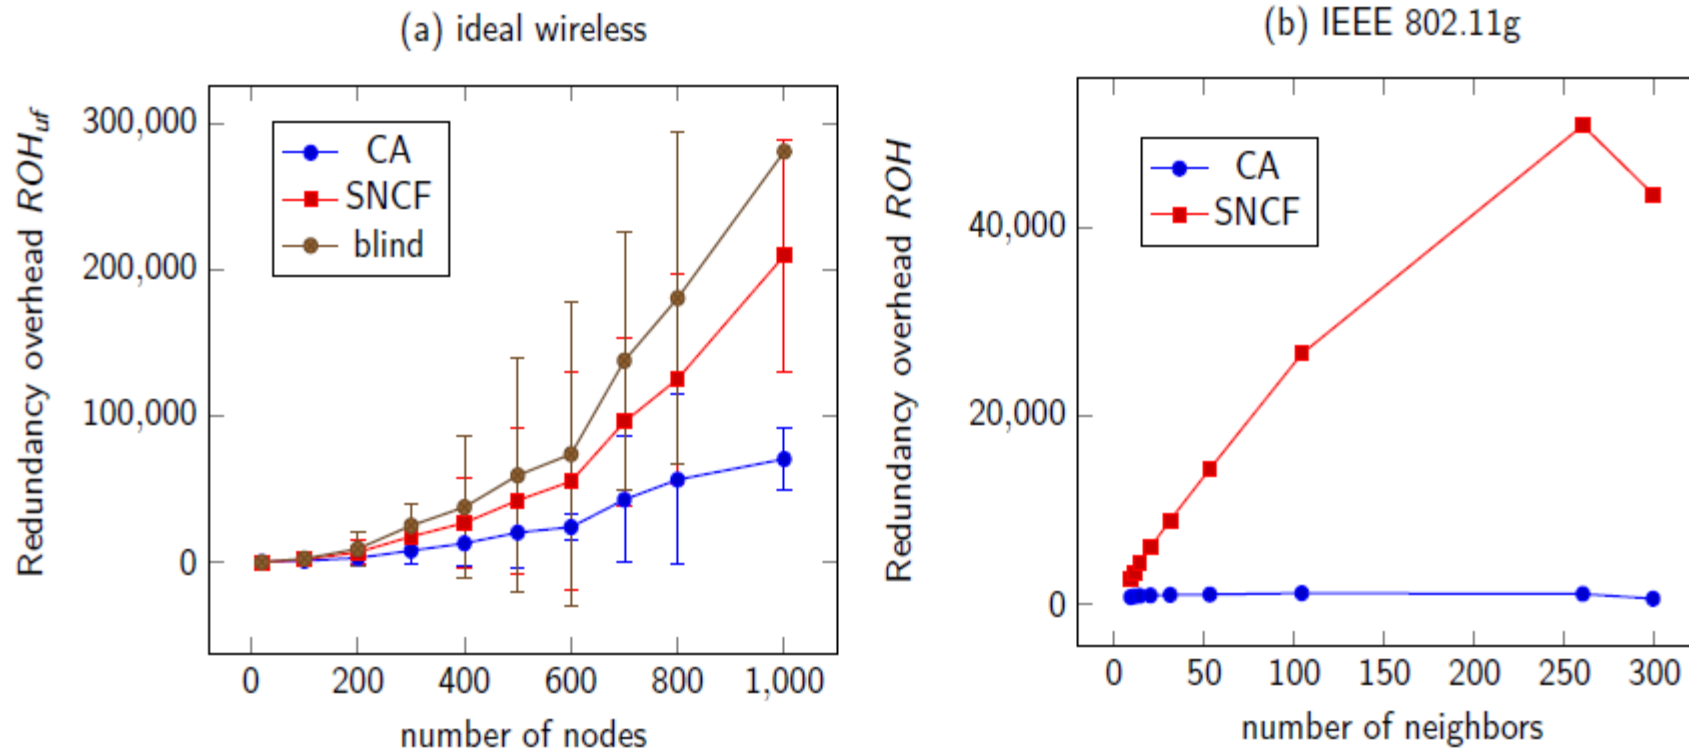 (a) ideal wireless
Redundancy overhead ROH_uf
300,000
200,000
100,000
0
CA
SNCF
blind
0 200 400 600 800 1,000
number of nodes
(b) IEEE 802.11g
Redundancy overhead ROH
40,000
20,000
0
CA
SNCF
0 50 100 150 200 250 300
number of neighbors